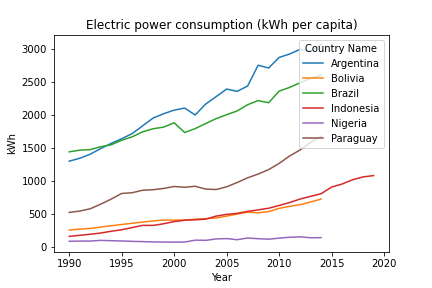 Electric power consumption (kWh per capita)
3000
2500
2000
1500
1000
500
0
kWh
1990
1995
2000
2005
2010
2015
2020
Year
Country Name
Argentina
Bolivia
Brazil
Indonesia
Nigeria
Paraguay